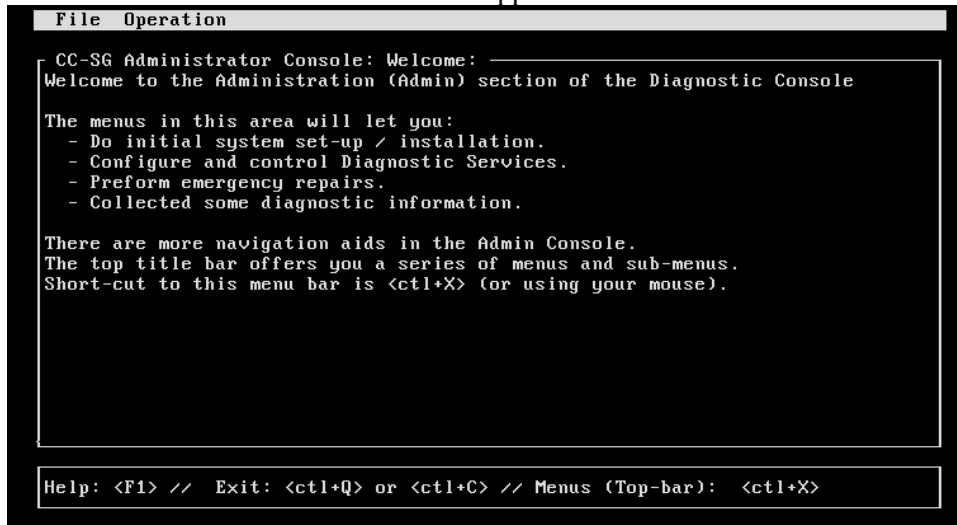 File Operation
CC-SG Administrator Console: Welcome:
Welcome to the Administration (Admin) section of the Diagnostic Console
The menus in this area will let you:
- Do initial system set-up / installation.
- Configure and control Diagnostic Services.
- Preform emergency repairs.
- Collected some diagnostic information.
There are more navigation aids in the Admin Console.
The top title bar offers you a series of menus and sub-menus.
Short-cut to this menu bar is <ctl+X> (or using your mouse).
Help: <F1> // Exit: <ctl+Q> or <ctl+C> // Menus (Top-bar): <ctl+X>